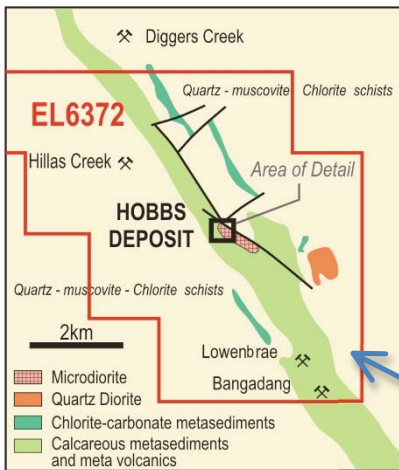 Diggers Creek
Quartz - muscovite Chlorite schists
EL6372
Hillas Creek
Area of Detail
HOBBS
DEPOSIT
Quartz - muscovite - Chlorite schists
2km
Lowenbrae
Bangadang
Microdiorite
Quartz Diorite
Chlorite-carbonate metasediments
Calcareous metasediments
and meta volcanics